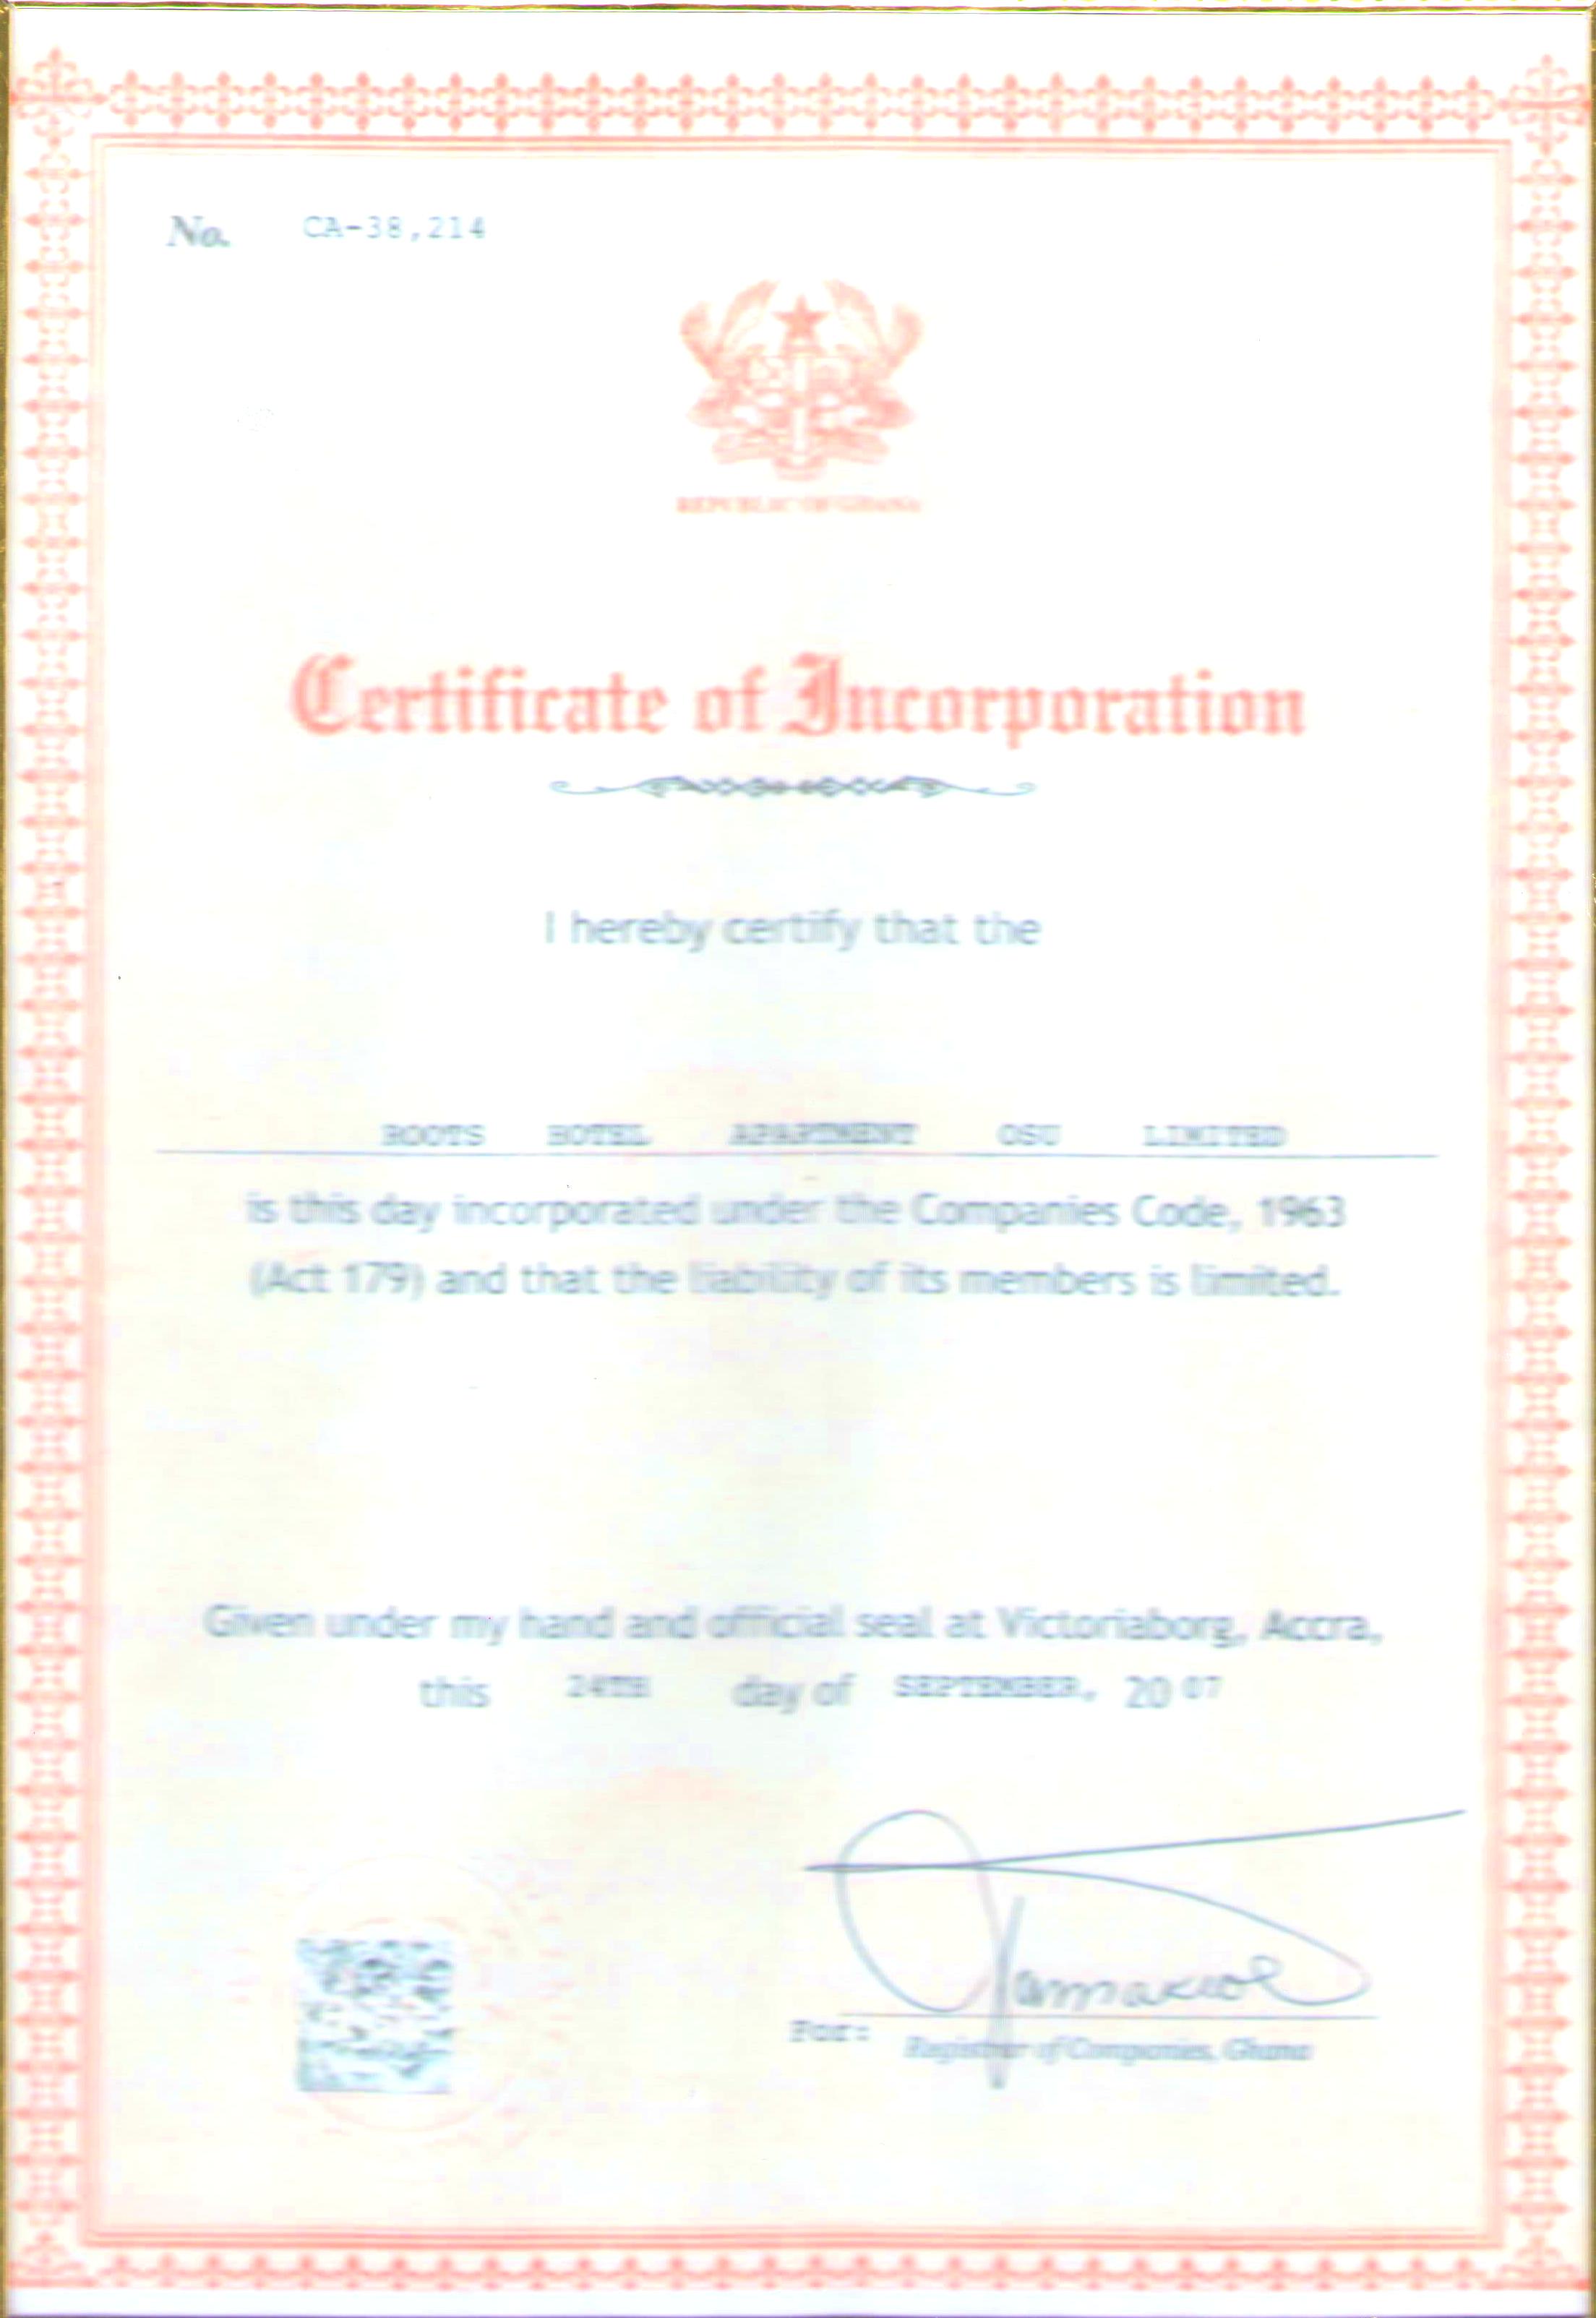 No. CA-38,214
REPUBLIC OF GHANA
Certificate of Incorporation
I hereby certify that the
ROOTS HOTEL APARTMENT OSU LIMITED
is this day incorporated under the Companies Code, 1963
(Act 179) and that the liability of its members is limited.
Given under my hand and official seal at Victoriaborg, Accra,
this 24TH day of SEPTEMBER, 20 07
For: Registrar of Companies, Ghana